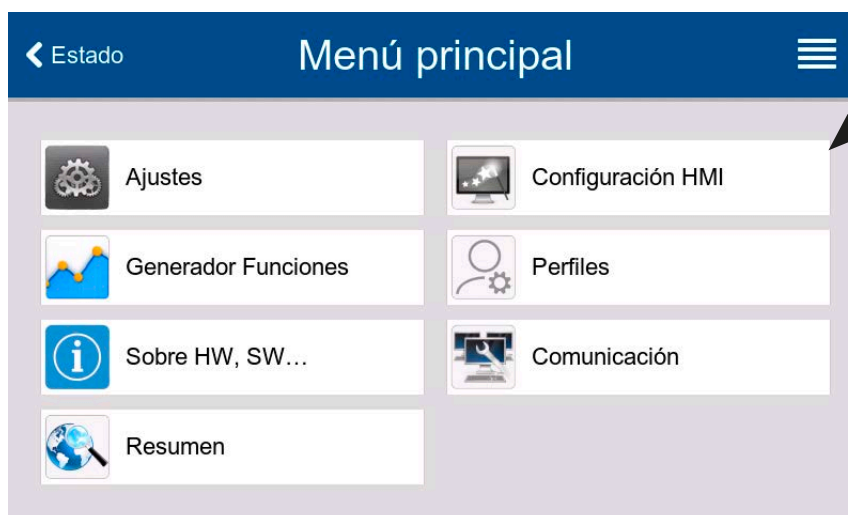 Estado
Menú principal
Ajustes
Configuración HMI
Generador Funciones
Perfiles
Sobre HW, SW...
Comunicación
Resumen